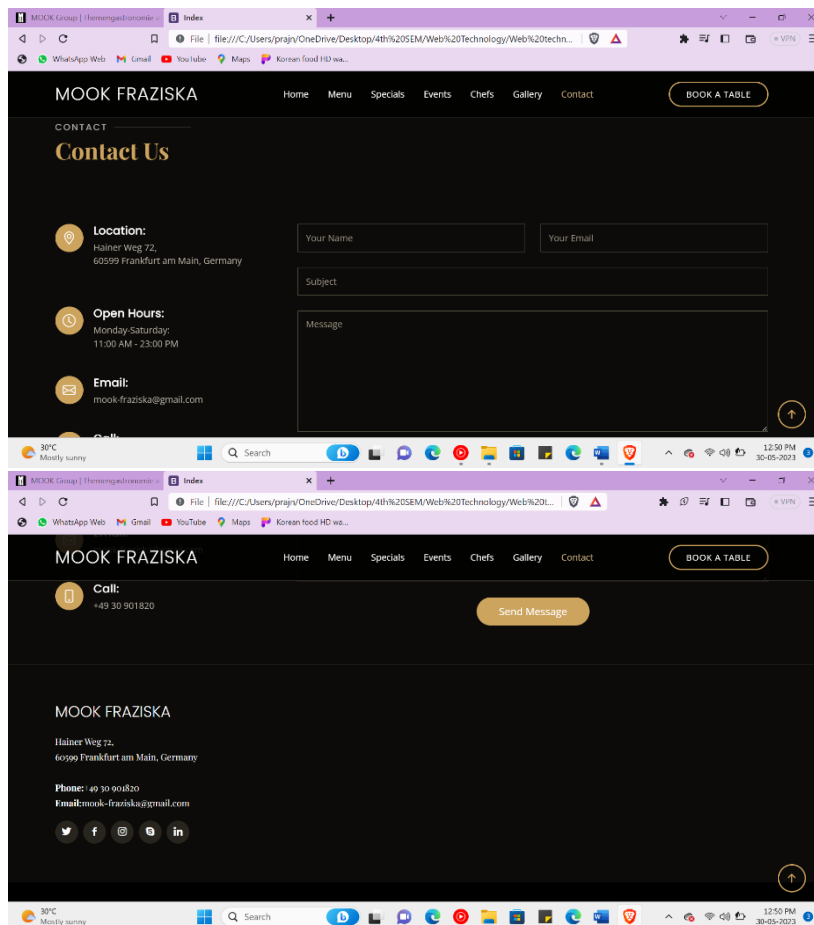 MOOK Group | Themengastronomie
Index
File | file:///C:/Users/prajn/OneDrive/Desktop/4th%20SEM/Web%20Technology/Web%20techn...
VPN
WhatsApp Web Gmail YouTube Maps Korean food HD wa...
MOOK FRAZISKA Home Menu Specials Events Chefs Gallery Contact BOOK A TABLE
CONTACT
Contact Us
Location:
Hainer Weg 72,
60599 Frankfurt am Main, Germany
Your Name Your Email
Subject
Open Hours:
Monday-Saturday:
11:00 AM - 23:00 PM
Message
Email:
mook-fraziska@gmail.com
Call:
30°C
Mostly sunny
Search
12:50 PM
30-05-2023
3
MOOK Group | Themengastronomie
Index
File | file:///C:/Users/prajn/OneDrive/Desktop/4th%20SEM/Web%20Technology/Web%20t...
VPN
WhatsApp Web Gmail YouTube Maps Korean food HD wa...
MOOK FRAZISKA Home Menu Specials Events Chefs Gallery Contact BOOK A TABLE
Call:
+49 30 901820
Send Message
MOOK FRAZISKA
Hainer Weg 72,
60599 Frankfurt am Main, Germany
Phone:+49 30 901820
Email:mook-fraziska@gmail.com
30°C
Mostly sunny
Search
12:50 PM
30-05-2023
3